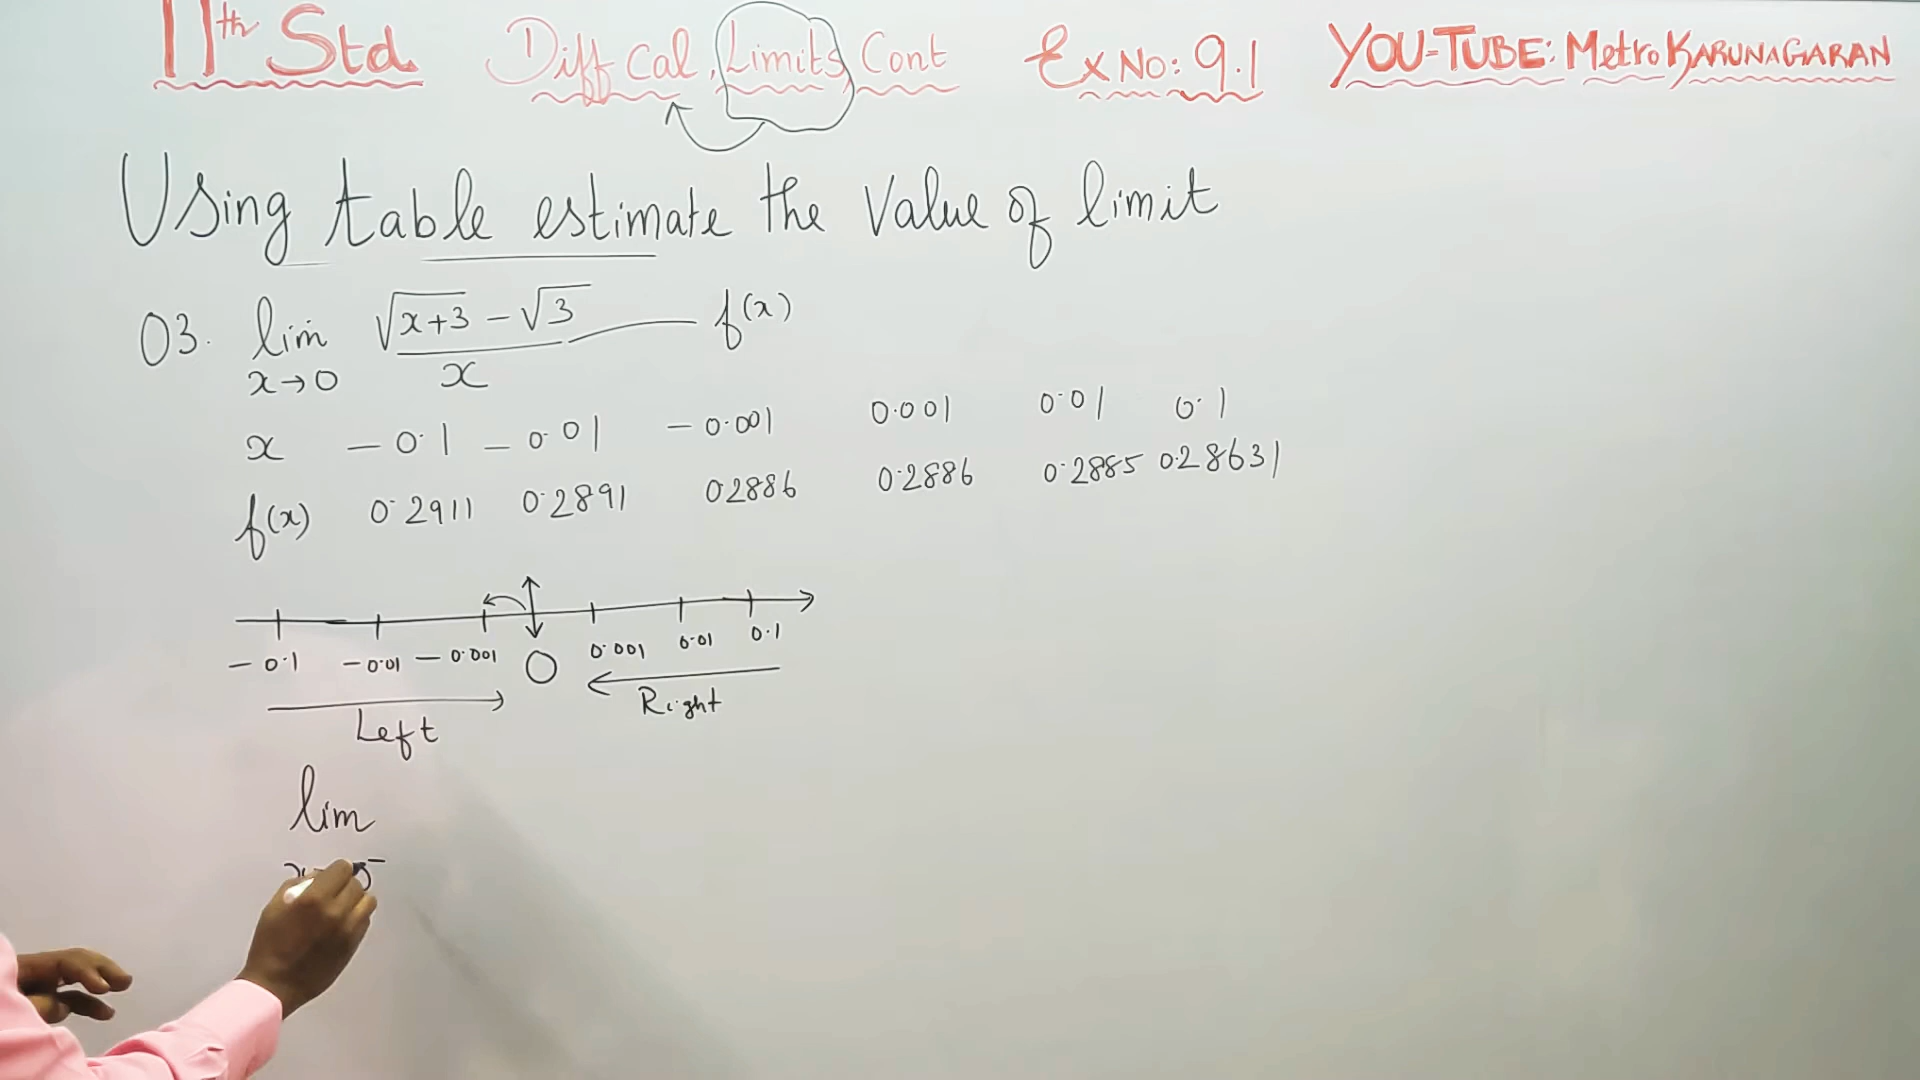 11th Std Diff Cal, Limits, Cont Ex No: 9.1 YOU-TUBE: Metro KARUNAGARAN
Using table estimate the value of limit
03. lim x→0 (√x+3 − √3)/x f(x)
x −0.1 −0.01 −0.001 0.001 0.01 0.1
f(x) 0.2911 0.2891 02886 0.2886 0.2885 0.28631
−0.1 −0.01 −0.001 0 0.001 0.01 0.1
Left Right
lim